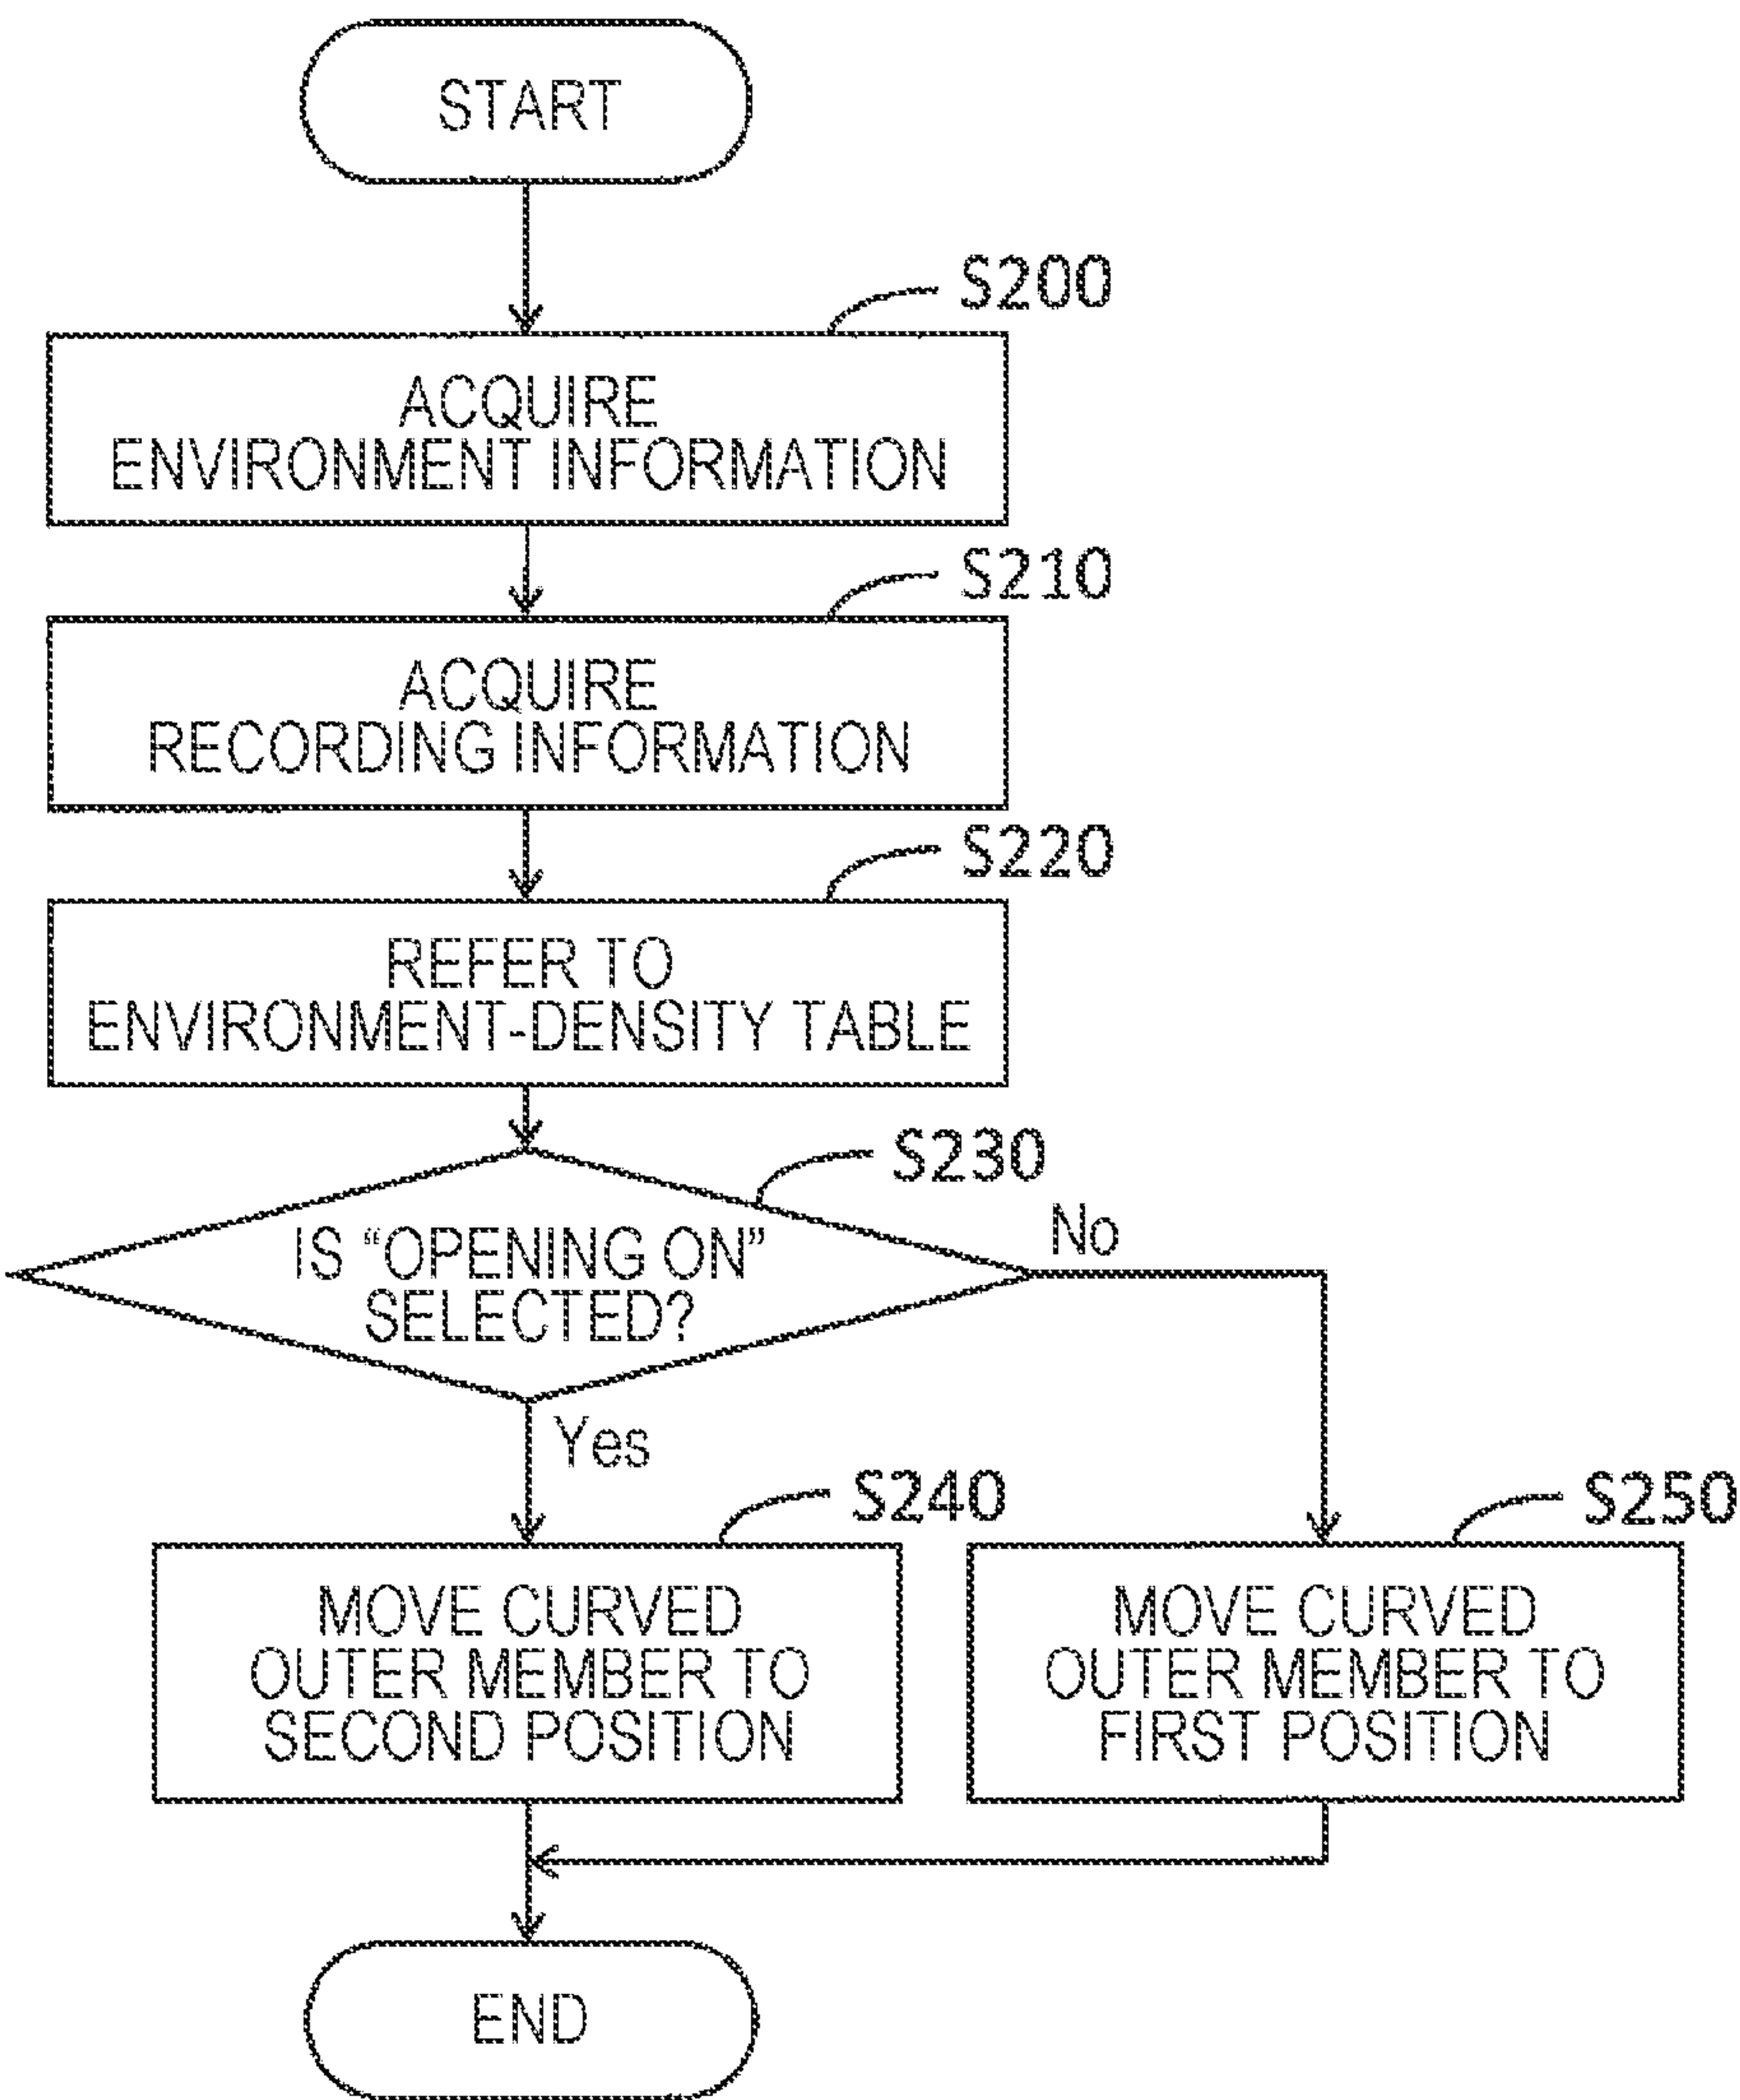 START
S200
ACQUIRE
ENVIRONMENT INFORMATION
S210
ACQUIRE
RECORDING INFORMATION
S220
REFER TO
ENVIRONMENT-DENSITY TABLE
S230
IS “OPENING ON”
SELECTED?
No
Yes
S240
MOVE CURVED
OUTER MEMBER TO
SECOND POSITION
S250
MOVE CURVED
OUTER MEMBER TO
FIRST POSITION
END